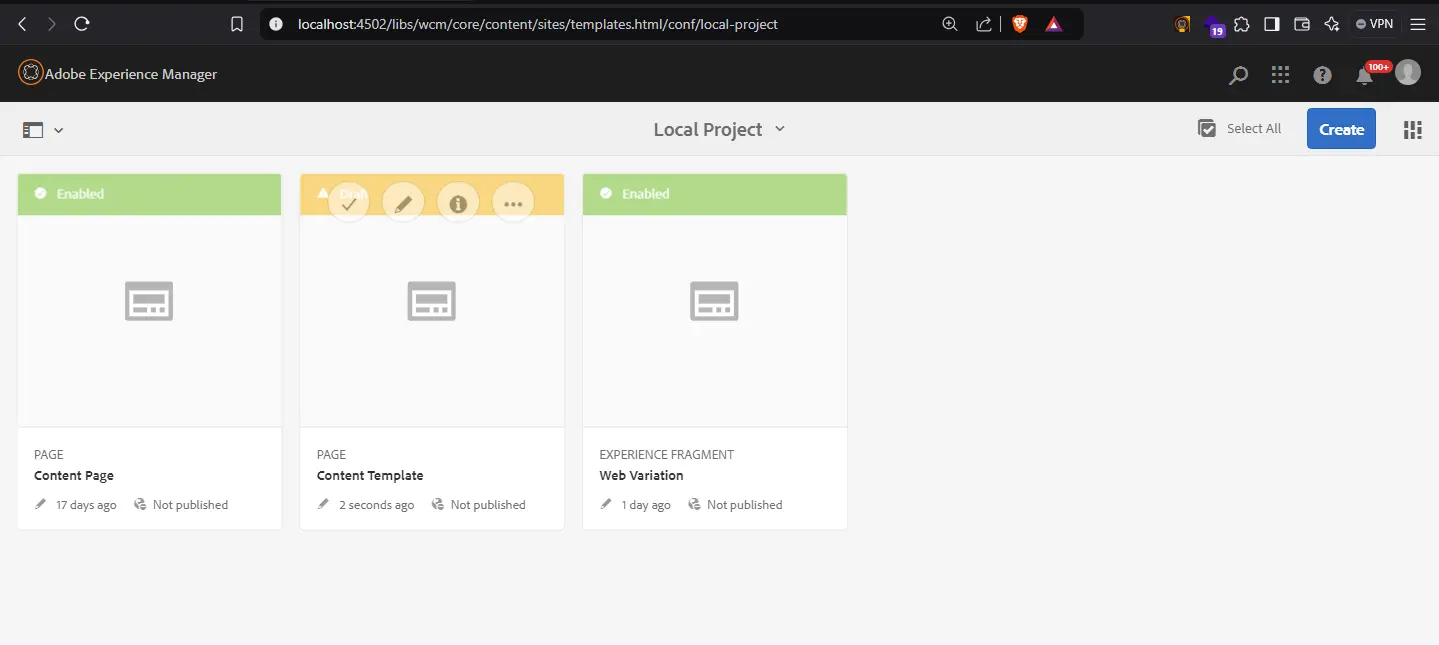 localhost:4502/libs/wcm/core/content/sites/templates.html/conf/local-project
19
VPN
Adobe Experience Manager
100+
Local Project
Select All
Create
Enabled
Draft
Enabled
PAGE
Content Page
17 days ago Not published
PAGE
Content Template
2 seconds ago Not published
EXPERIENCE FRAGMENT
Web Variation
1 day ago Not published